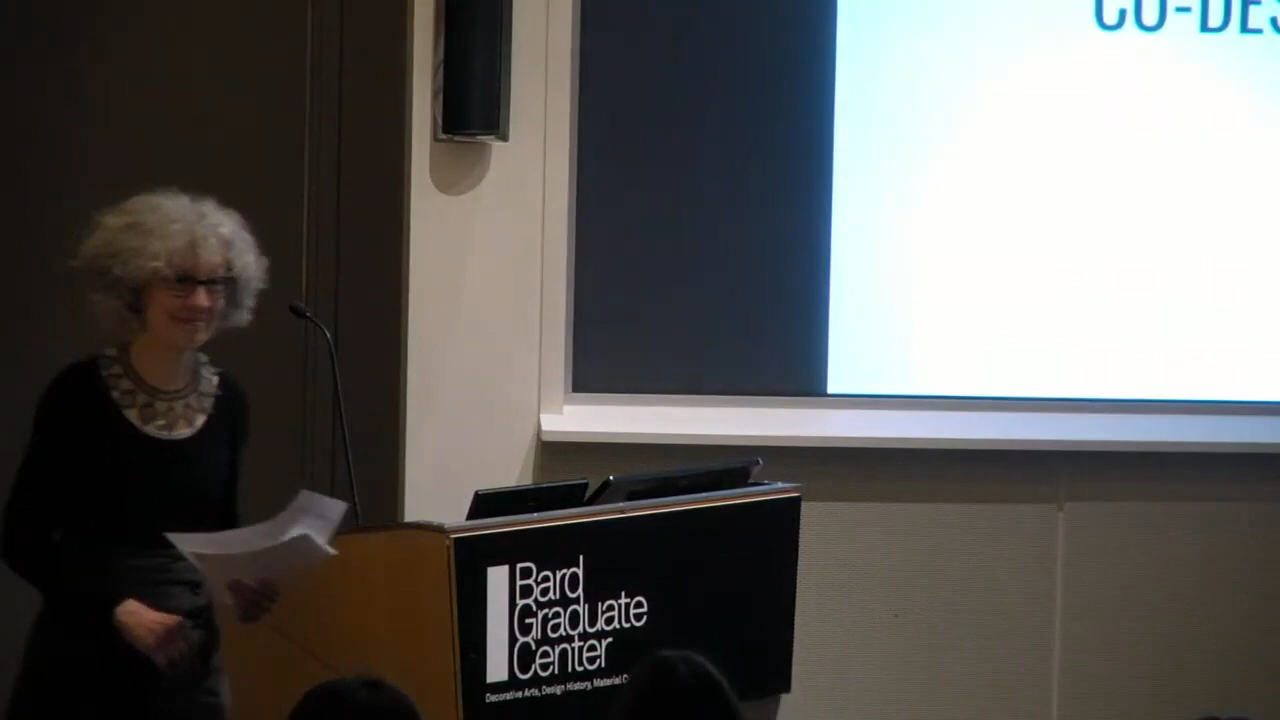 CO-DES
Bard
Graduate
Center
Decorative Arts, Design History, Material C